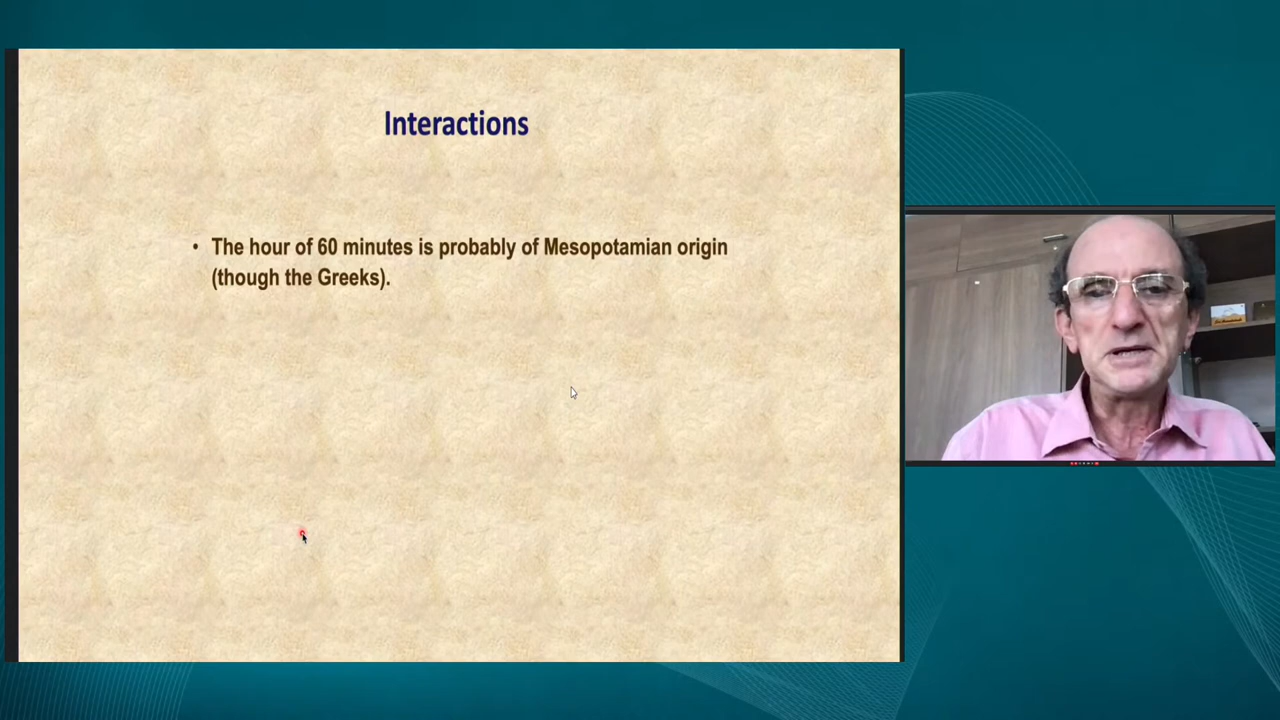 Interactions
• The hour of 60 minutes is probably of Mesopotamian origin
(though the Greeks).